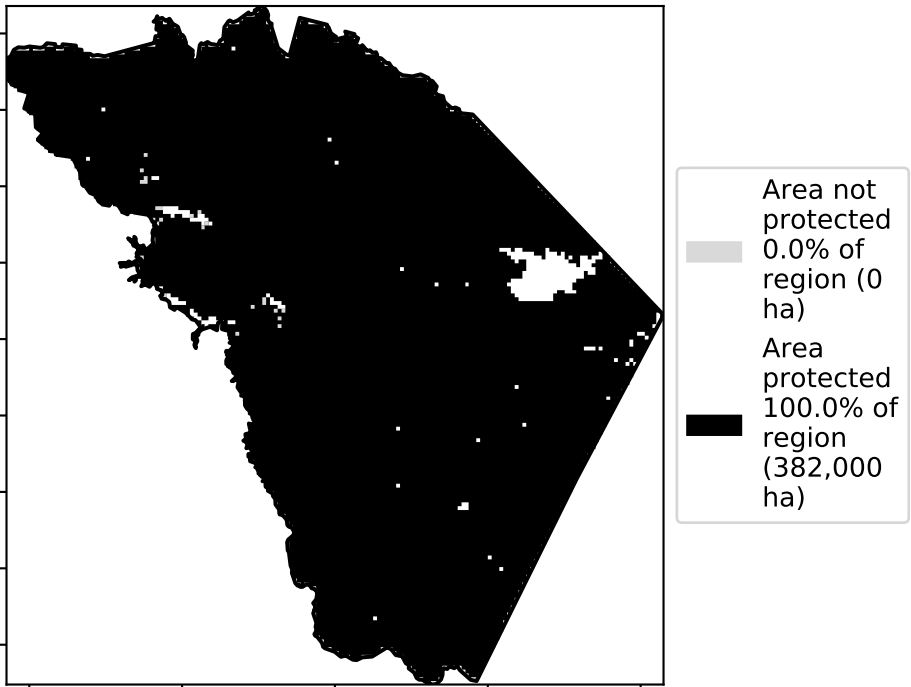 Area not
protected
0.0% of
region (0
ha)
Area
protected
100.0% of
region
(382,000
ha)